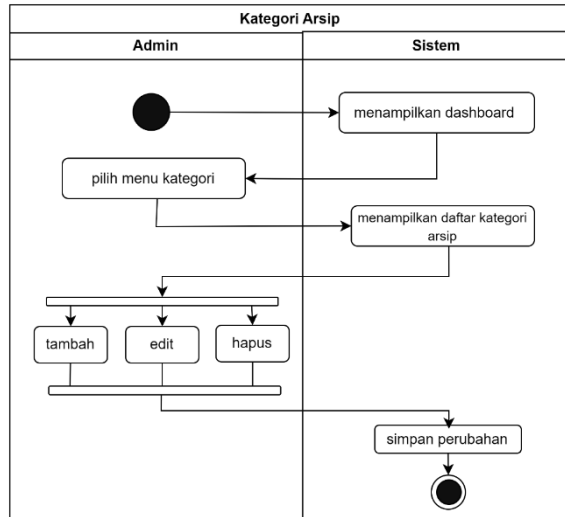 Kategori Arsip
Admin
Sistem
menampilkan dashboard
pilih menu kategori
menampilkan daftar kategori
arsip
tambah
edit
hapus
simpan perubahan